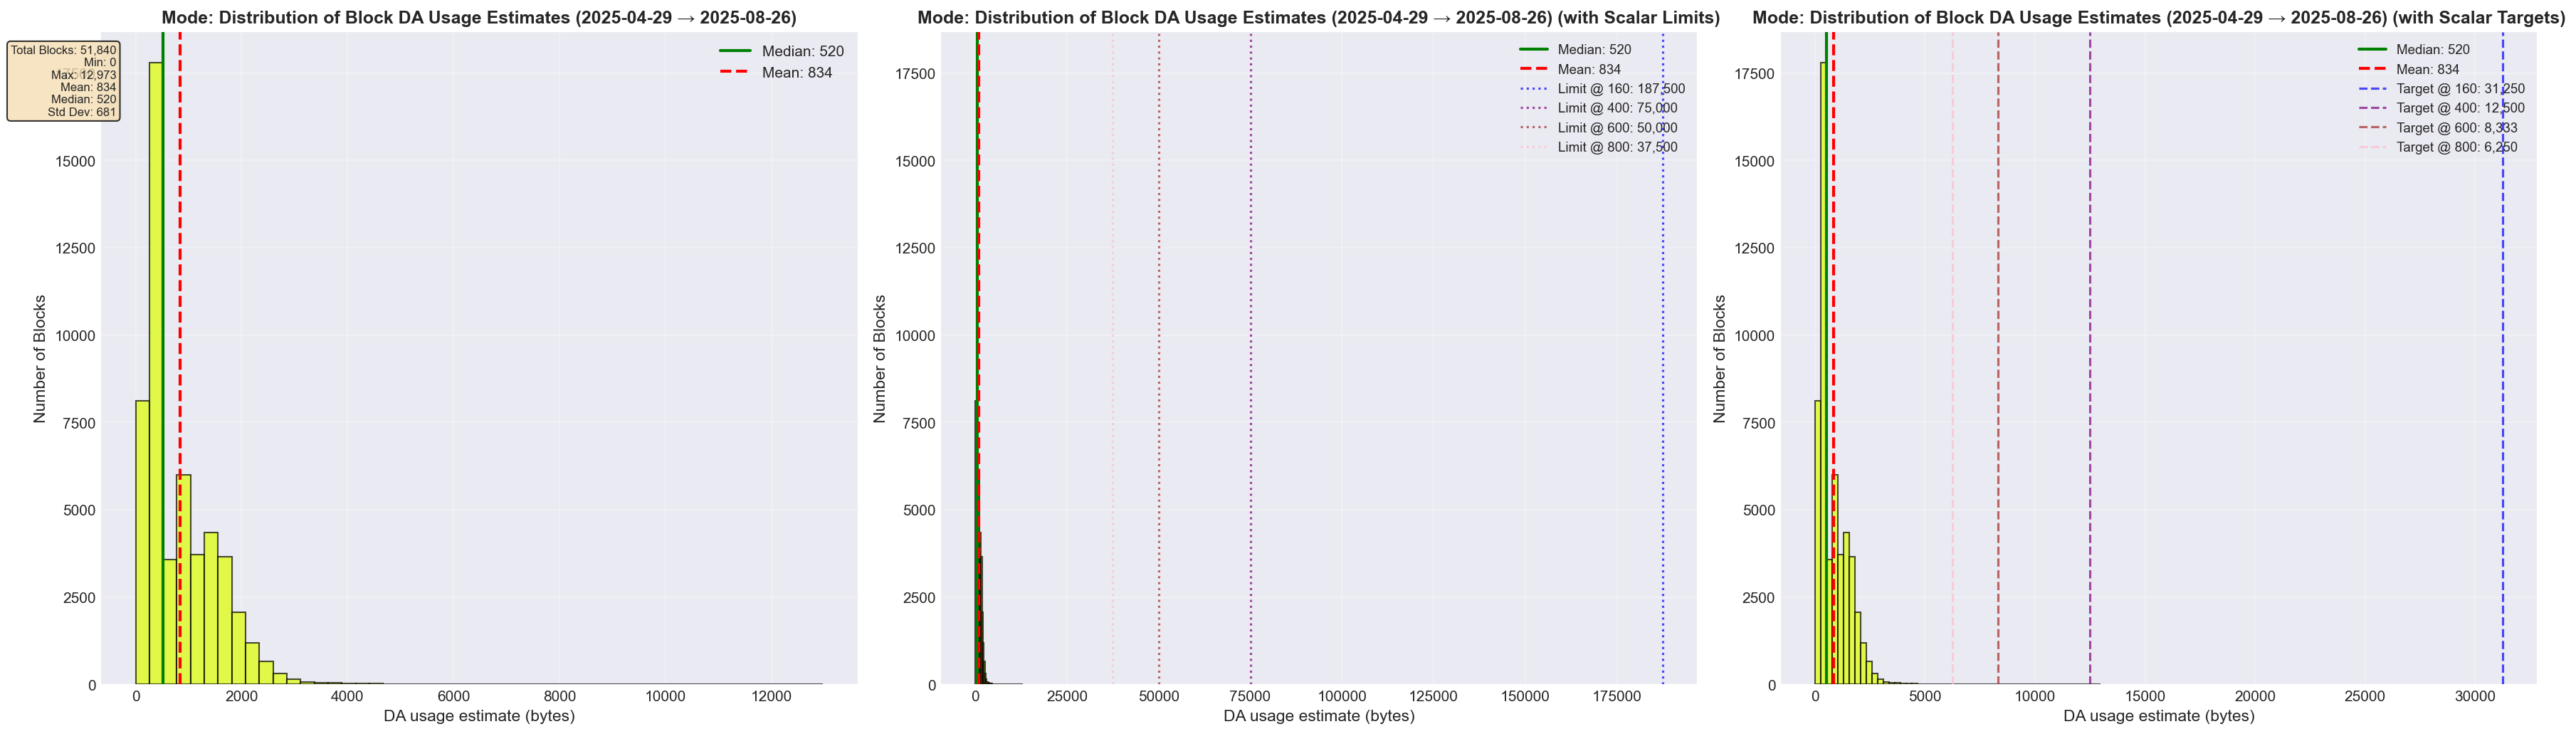 Mode: Distribution of Block DA Usage Estimates (2025-04-29 → 2025-08-26)
Total Blocks: 51,840
Min: 0
Max: 12,973
Mean: 834
Median: 520
Std Dev: 681
Median: 520
Mean: 834
17500
15000
12500
10000
7500
5000
2500
0
Number of Blocks
0 2000 4000 6000 8000 10000 12000
DA usage estimate (bytes)
Mode: Distribution of Block DA Usage Estimates (2025-04-29 → 2025-08-26) (with Scalar Limits)
Median: 520
Mean: 834
Limit @ 160: 187,500
Limit @ 400: 75,000
Limit @ 600: 50,000
Limit @ 800: 37,500
17500
15000
12500
10000
7500
5000
2500
0
Number of Blocks
0 25000 50000 75000 100000 125000 150000 175000
DA usage estimate (bytes)
Mode: Distribution of Block DA Usage Estimates (2025-04-29 → 2025-08-26) (with Scalar Targets)
Median: 520
Mean: 834
Target @ 160: 31,250
Target @ 400: 12,500
Target @ 600: 8,333
Target @ 800: 6,250
17500
15000
12500
10000
7500
5000
2500
0
Number of Blocks
0 5000 10000 15000 20000 25000 30000
DA usage estimate (bytes)